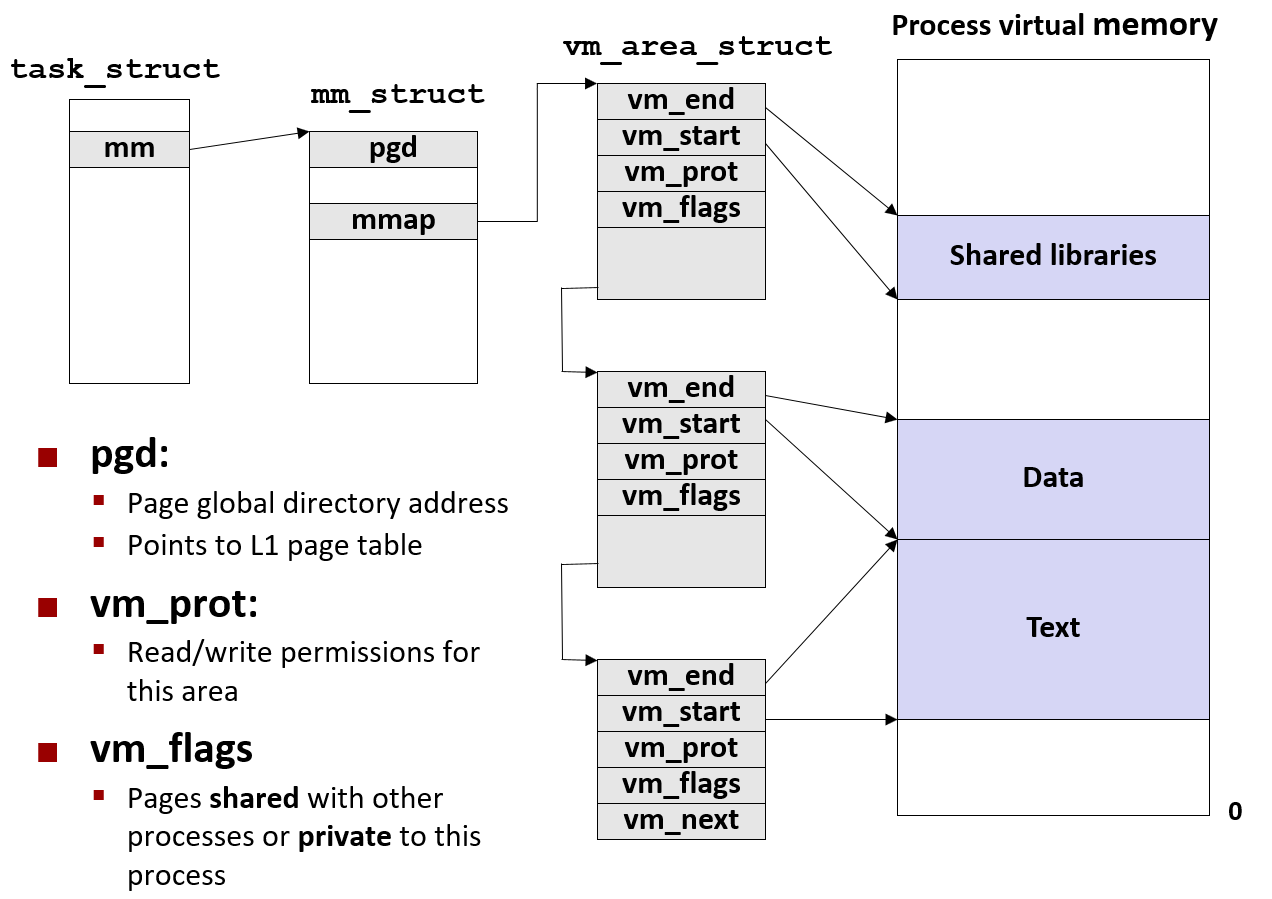 Process virtual memory
vm_area_struct
task_struct
mm_struct
mm
pgd
mmap
vm_end
vm_start
vm_prot
vm_flags
Shared libraries
vm_end
vm_start
vm_prot
vm_flags
Data
vm_end
vm_start
vm_prot
vm_flags
vm_next
Text
0
pgd:
Page global directory address
Points to L1 page table
vm_prot:
Read/write permissions for
this area
vm_flags
Pages shared with other
processes or private to this
process